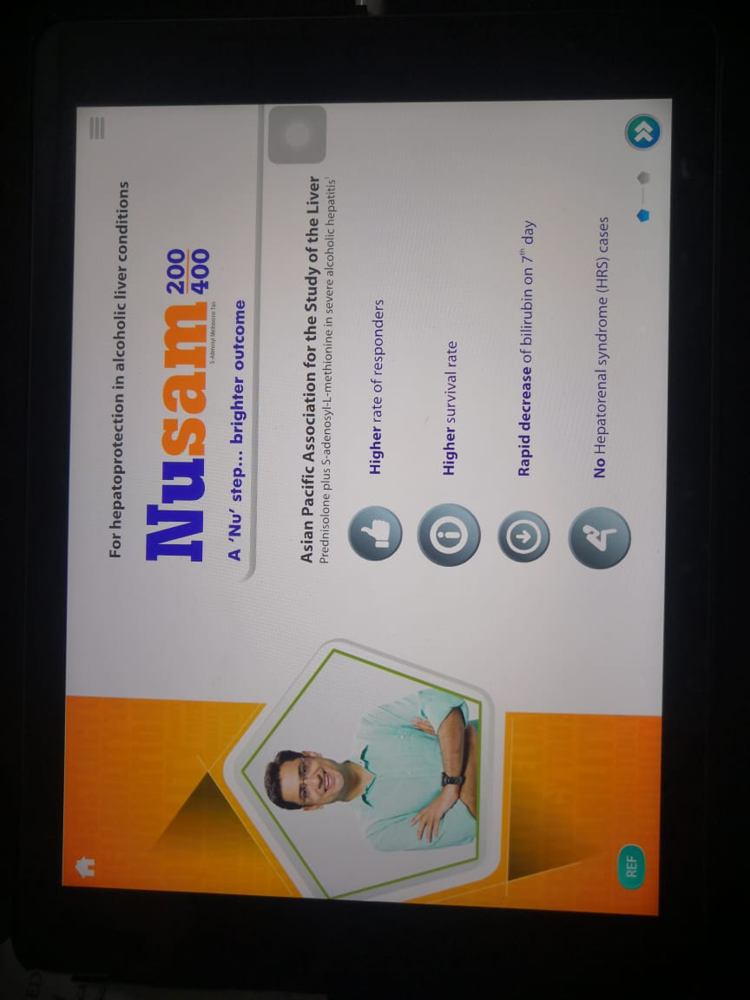 For hepatoprotection in alcoholic liver conditions
Nusam 200
400
S-Adenosyl Methionine Tab
A ‘Nu’ step... brighter outcome
Asian Pacific Association for the Study of the Liver
Prednisolone plus S-adenosyl-L-methionine in severe alcoholic hepatitis¹
Higher rate of responders
Higher survival rate
Rapid decrease of bilirubin on 7th day
No Hepatorenal syndrome (HRS) cases
REF